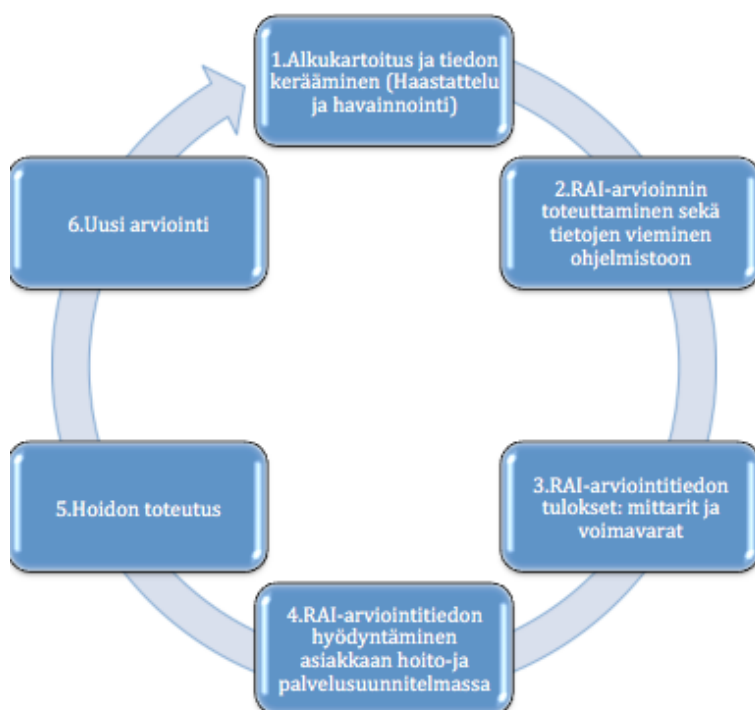 1.Alkukartoitus ja tiedon
kerääminen (Haastattelu
ja havainnointi)
2.RAI-arvioinnin
toteuttaminen sekä
tietojen vieminen
ohjelmistoon
3.RAI-arviointitiedon
tulokset: mittarit ja
voimavarat
4.RAI-arviointitiedon
hyödyntäminen
asiakkaan hoito-ja
palvelusuunnitelmassa
5.Hoidon toteutus
6.Uusi arviointi